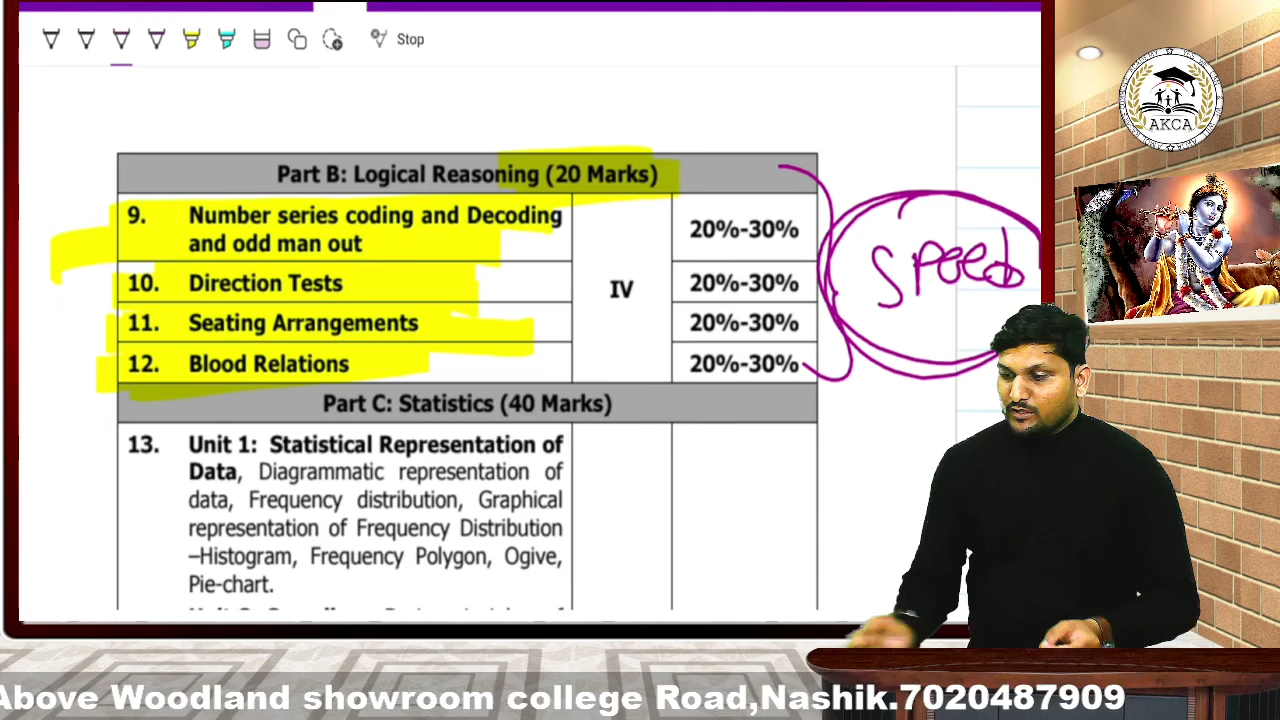 Stop
AKCA
Part B: Logical Reasoning (20 Marks)
9. Number series coding and Decoding
and odd man out
20%-30%
10. Direction Tests
IV
20%-30%
11. Seating Arrangements
20%-30%
12. Blood Relations
20%-30%
Speed
Part C: Statistics (40 Marks)
13. Unit 1: Statistical Representation of
Data, Diagrammatic representation of
data, Frequency distribution, Graphical
representation of Frequency Distribution
–Histogram, Frequency Polygon, Ogive,
Pie-chart.
Above Woodland showroom college Road,Nashik.7020487909